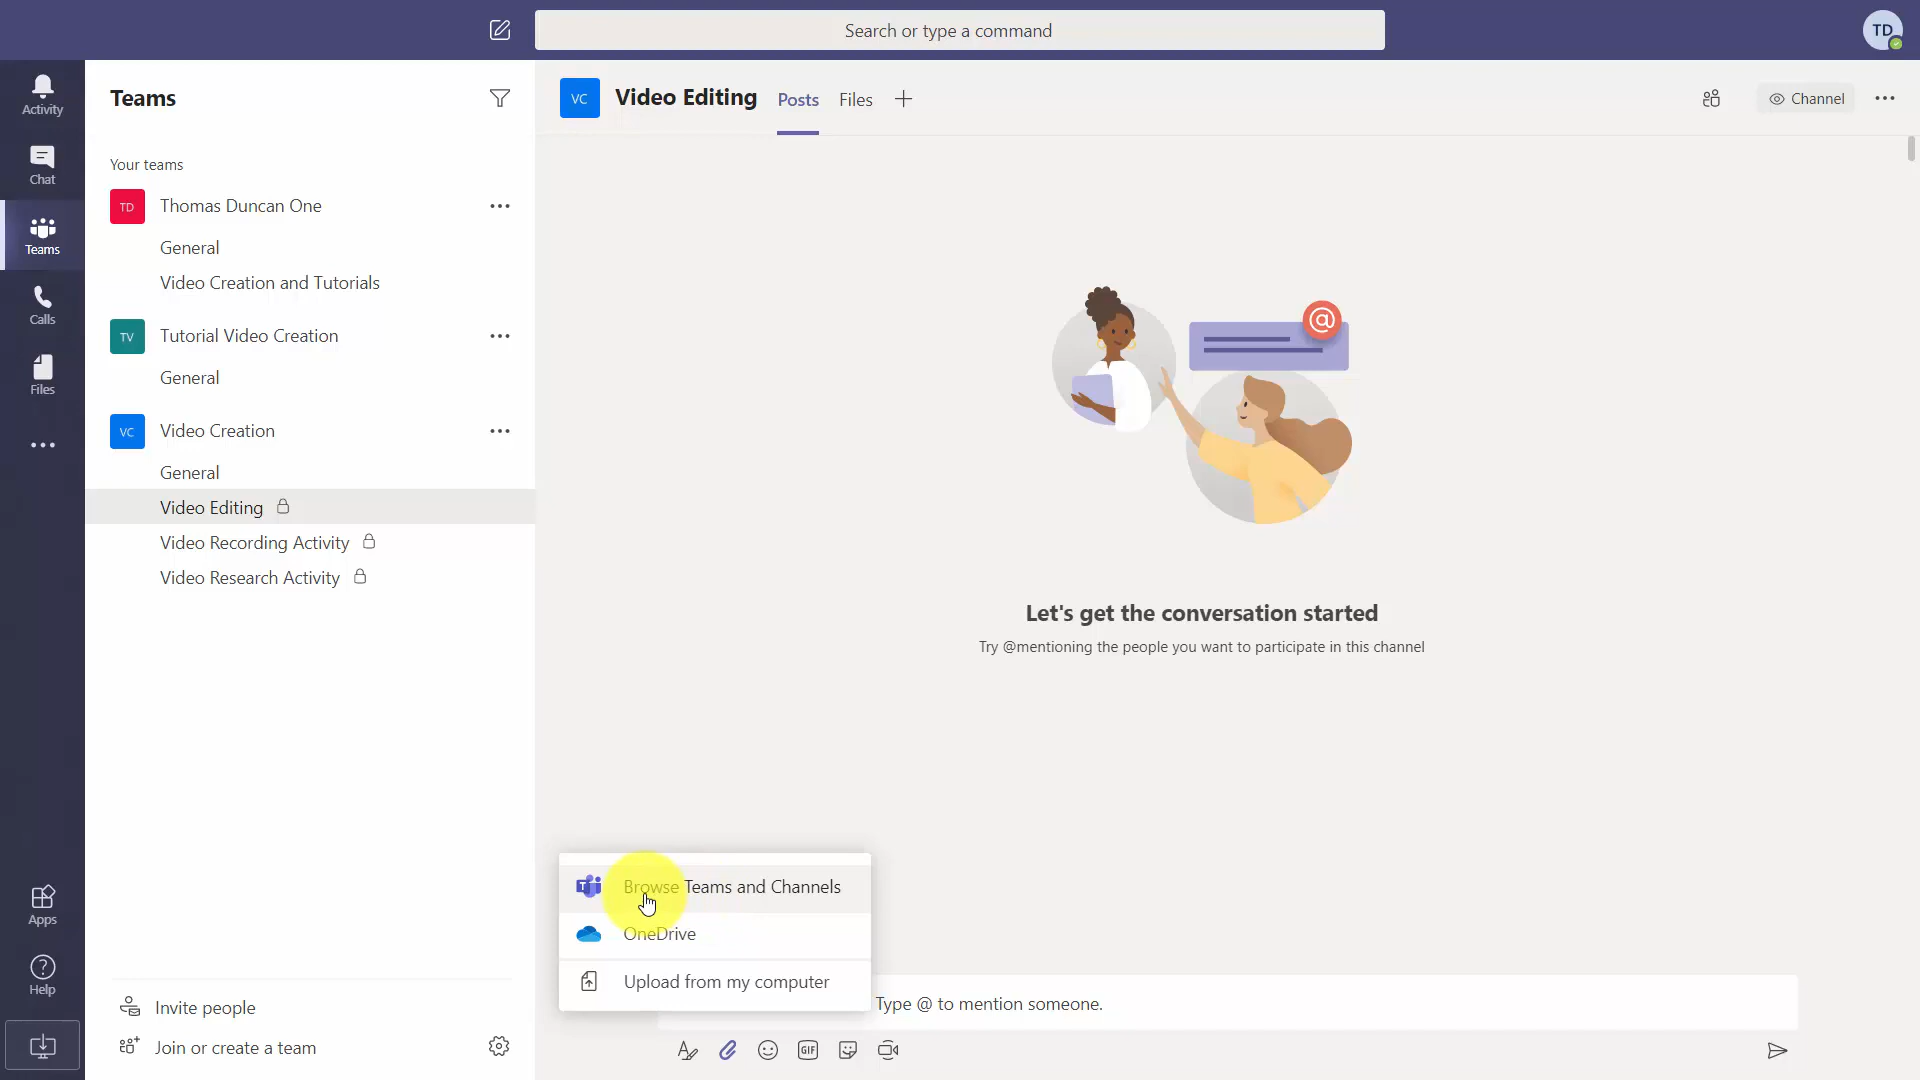 Search or type a command
TD
Activity
Chat
Teams
Calls
Files
Apps
Help
Teams
Your teams
TD Thomas Duncan One
General
Video Creation and Tutorials
TV Tutorial Video Creation
General
VC Video Creation
General
Video Editing
Video Recording Activity
Video Research Activity
Invite people
Join or create a team
VC Video Editing Posts Files
Channel
@
Let's get the conversation started
Try @mentioning the people you want to participate in this channel
T Browse Teams and Channels
OneDrive
Upload from my computer
Type @ to mention someone.
GIF